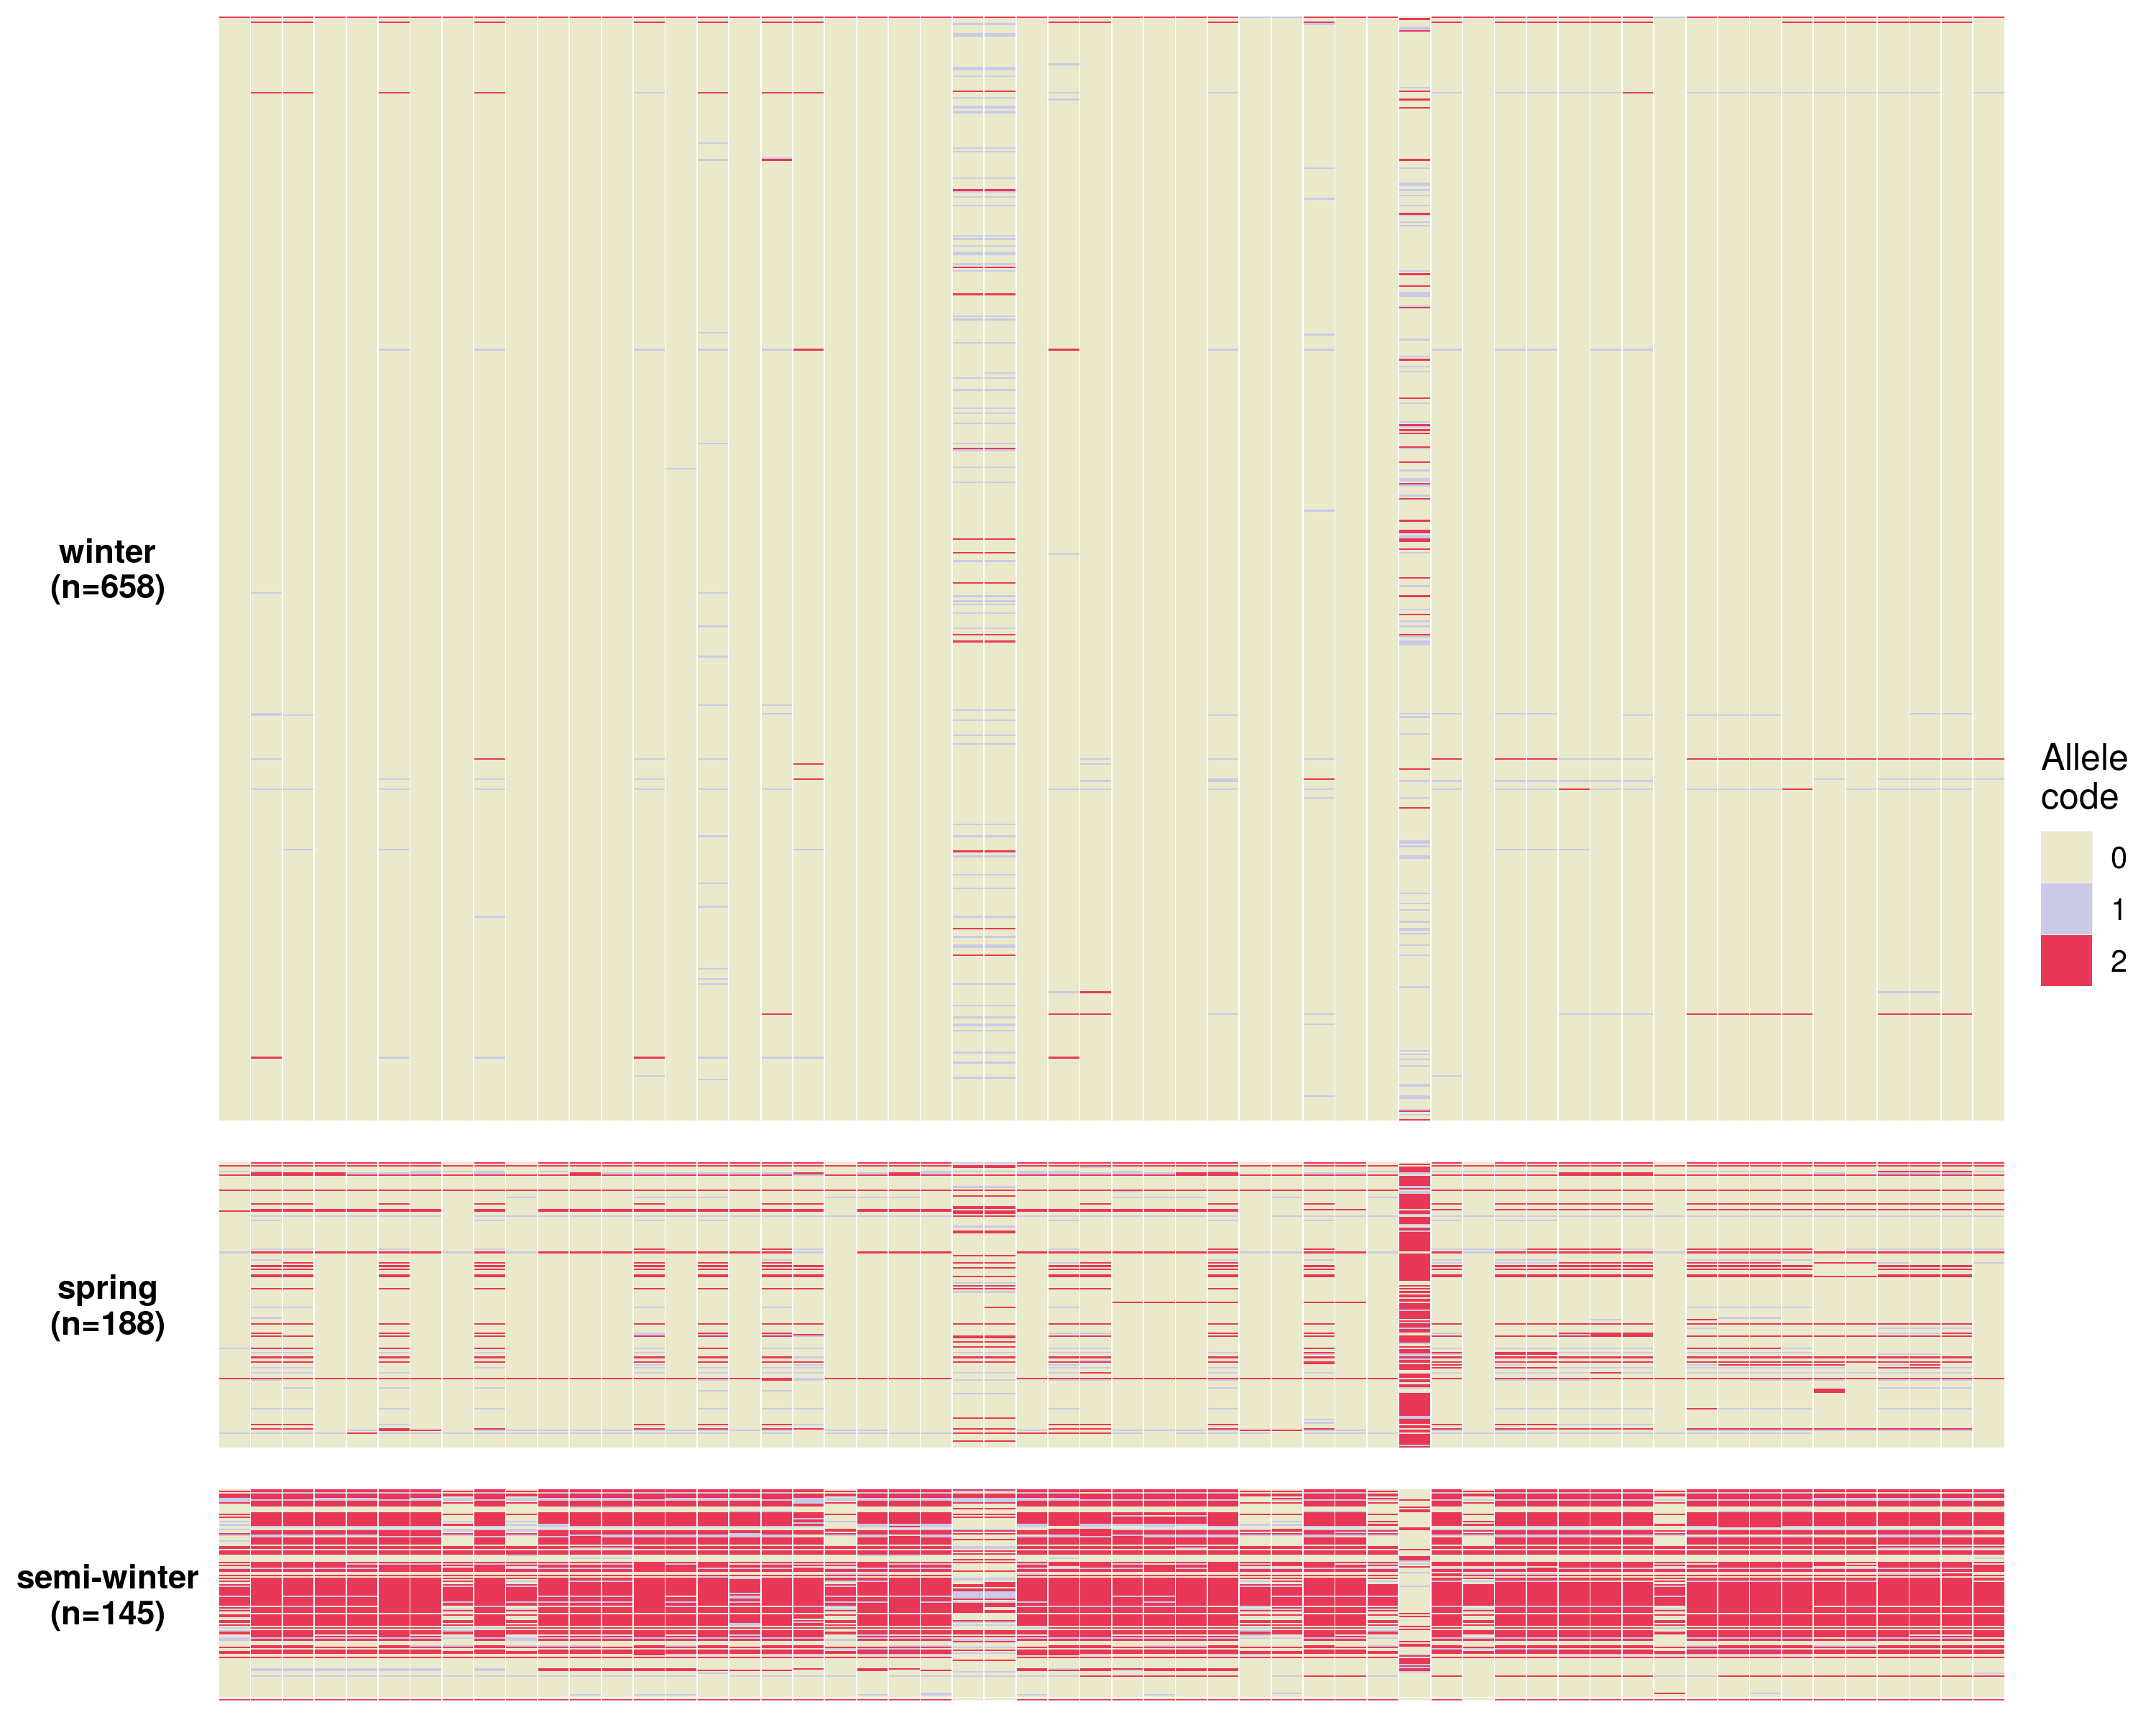 winter
(n=658)
spring
(n=188)
semi-winter
(n=145)
Allele
code
0
1
2